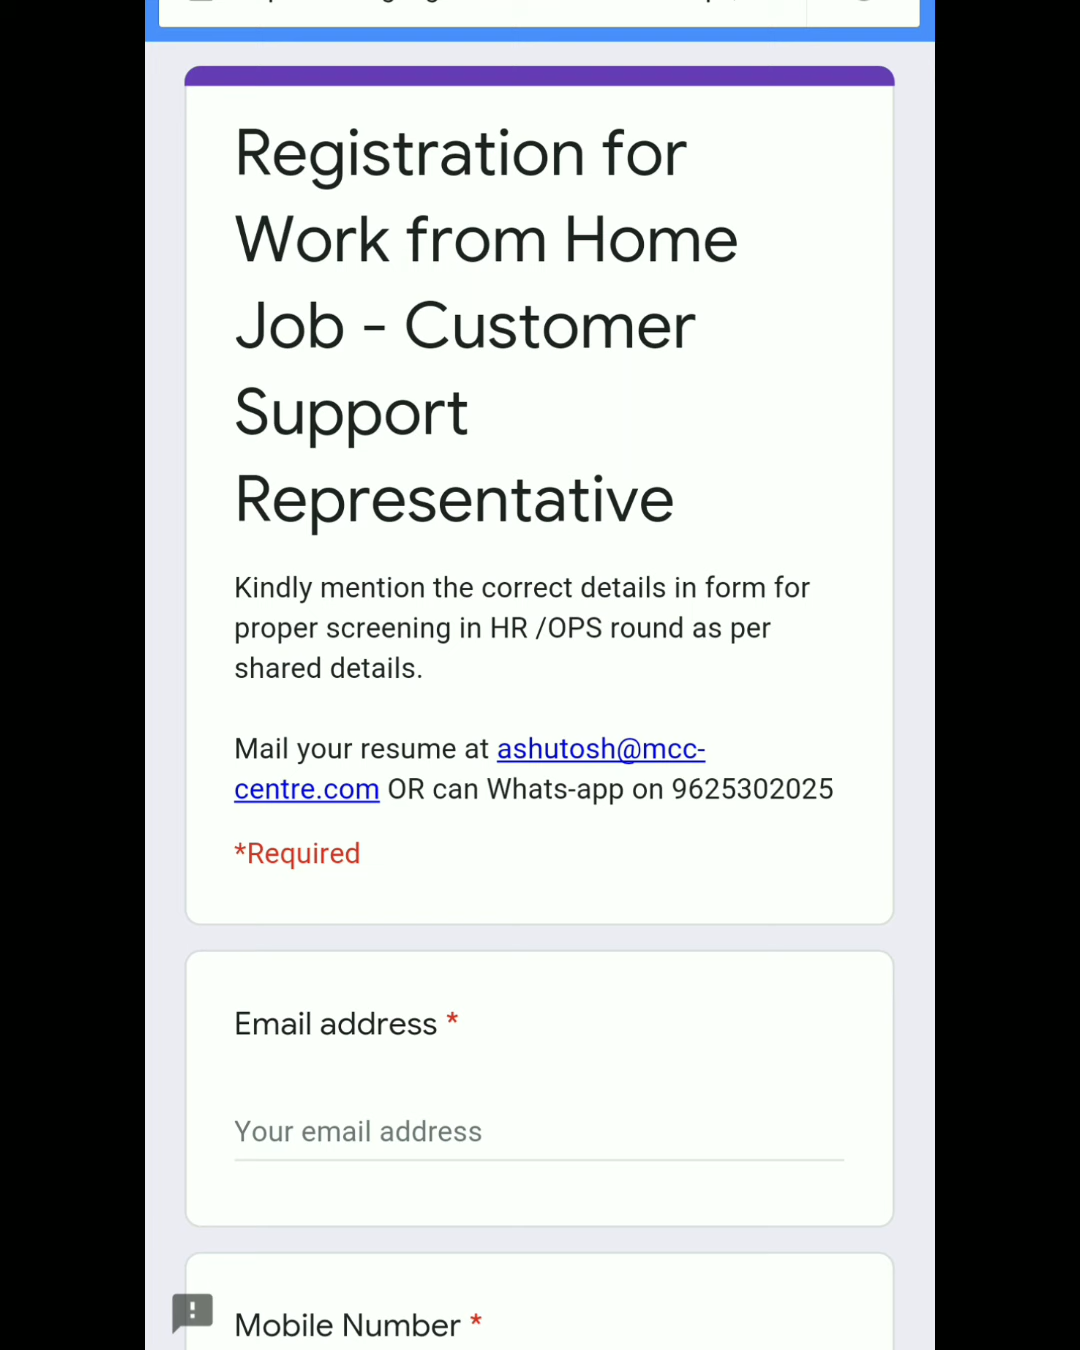 Registration for
Work from Home
Job - Customer
Support
Representative
Kindly mention the correct details in form for
proper screening in HR /OPS round as per
shared details.
Mail your resume at ashutosh@mcc-
centre.com OR can Whats-app on 9625302025
*Required
Email address *
Your email address
Mobile Number *